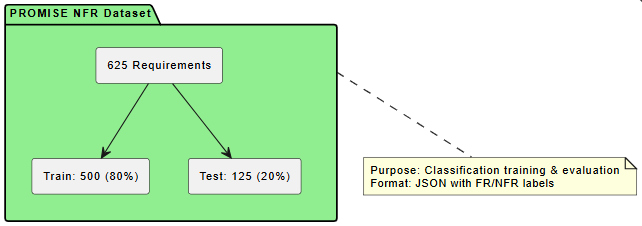 PROMISE NFR Dataset
625 Requirements
Train: 500 (80%)
Test: 125 (20%)
Purpose: Classification training & evaluation
Format: JSON with FR/NFR labels